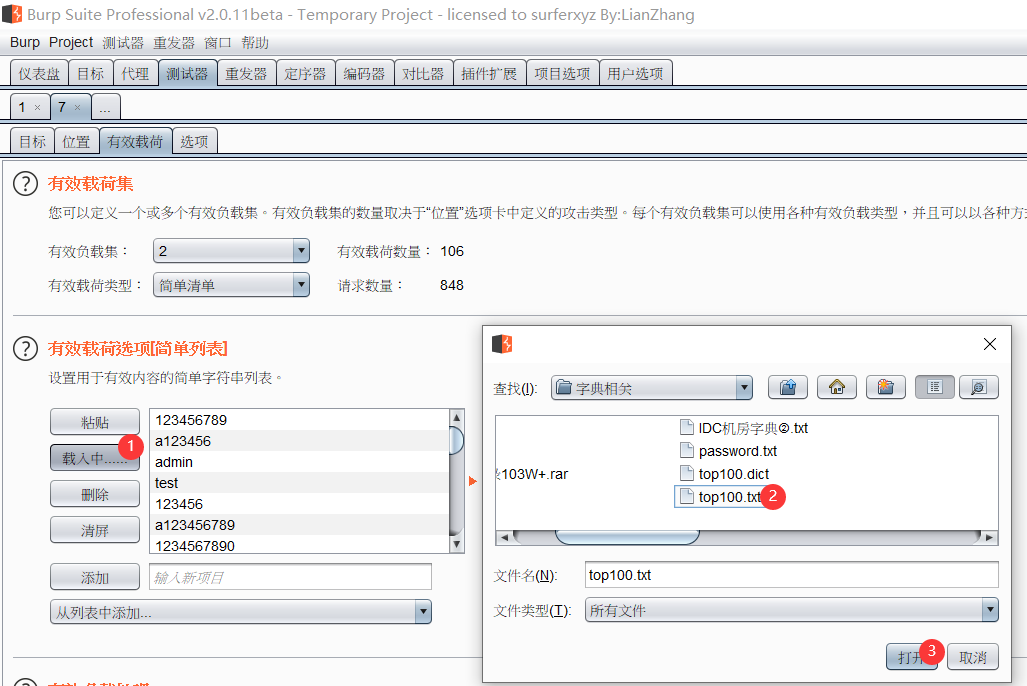 Burp Suite Professional v2.0.11beta - Temporary Project - licensed to surferxyz By:LianZhang
Burp Project 测试器 重发器 窗口 帮助
仪表盘 目标 代理 测试器 重发器 定序器 编码器 对比器 插件扩展 项目选项 用户选项
1 × 7 × ...
目标 位置 有效载荷 选项
? 有效载荷集
您可以定义一个或多个有效负载集。有效负载集的数量取决于“位置”选项卡中定义的攻击类型。每个有效负载集可以使用各种有效负载类型，并且可以以各种方
有效负载集： 2 有效载荷数量： 106
有效载荷类型： 简单清单 请求数量： 848
? 有效载荷选项[简单列表]
设置用于有效内容的简单字符串列表。
粘贴
载入中...... 1
删除
清屏
添加
123456789
a123456
admin
test
123456
a123456789
1234567890
输入新项目
从列表中添加...
查找(I): 字典相关
103W+.rar
IDC机房字典②.txt
password.txt
top100.dict
top100.txt 2
文件名(N): top100.txt
文件类型(T): 所有文件
打开 3 取消